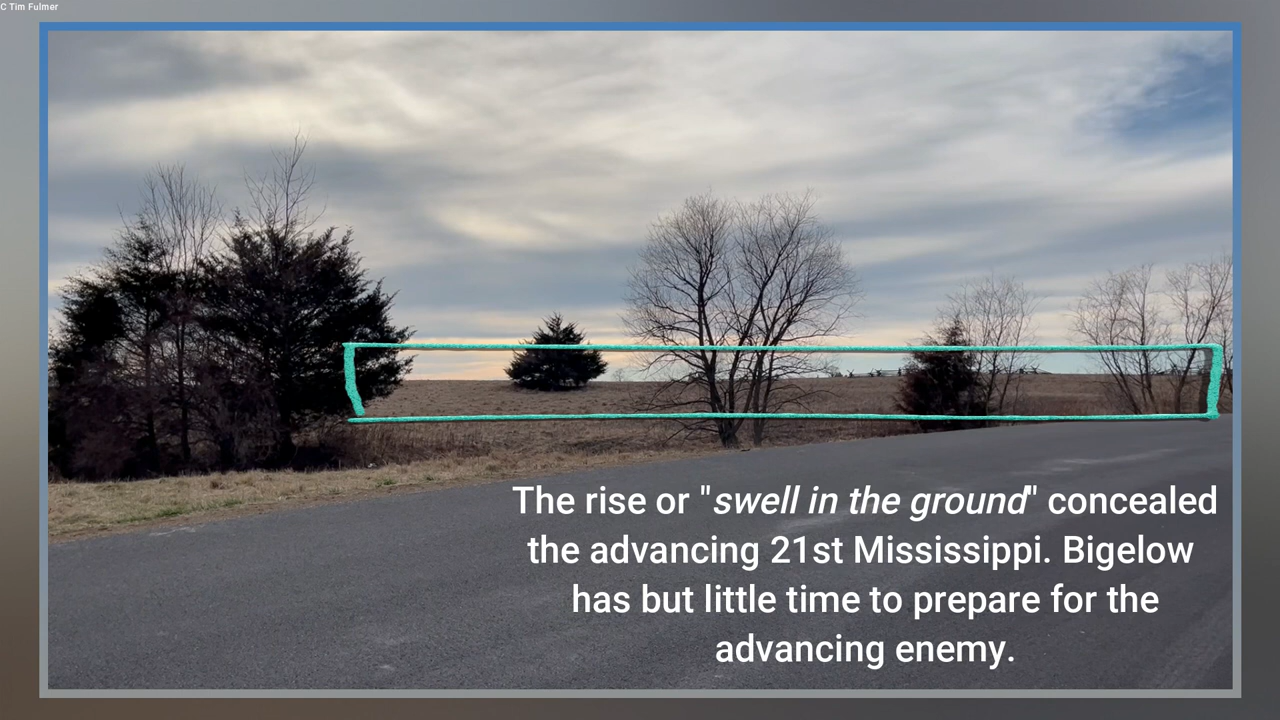 C Tim Fulmer
The rise or "swell in the ground" concealed
the advancing 21st Mississippi. Bigelow
has but little time to prepare for the
advancing enemy.